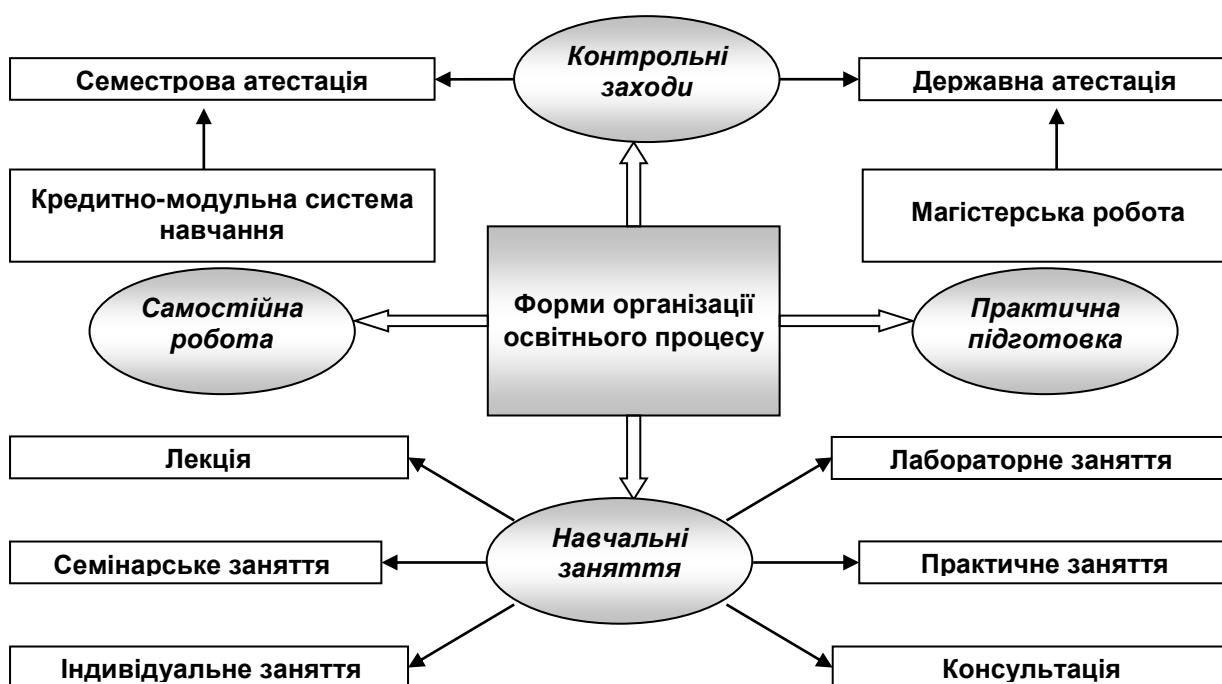 Контрольні
заходи
Семестрова атестація
Державна атестація
Кредитно-модульна система
навчання
Магістерська робота
Самостійна
робота
Форми організації
освітнього процесу
Практична
підготовка
Лекція
Лабораторне заняття
Навчальні
заняття
Семінарське заняття
Практичне заняття
Індивідуальне заняття
Консультація